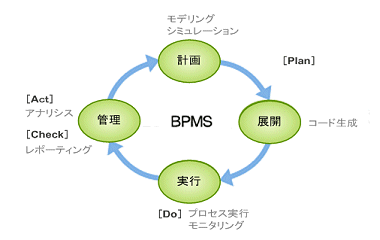 モデリング
シミュレーション
計画
[Plan]
[Act]
アナリシス
管理
[Check]
レポーティング
BPMS
展開
コード生成
実行
[Do] プロセス実行
モニタリング